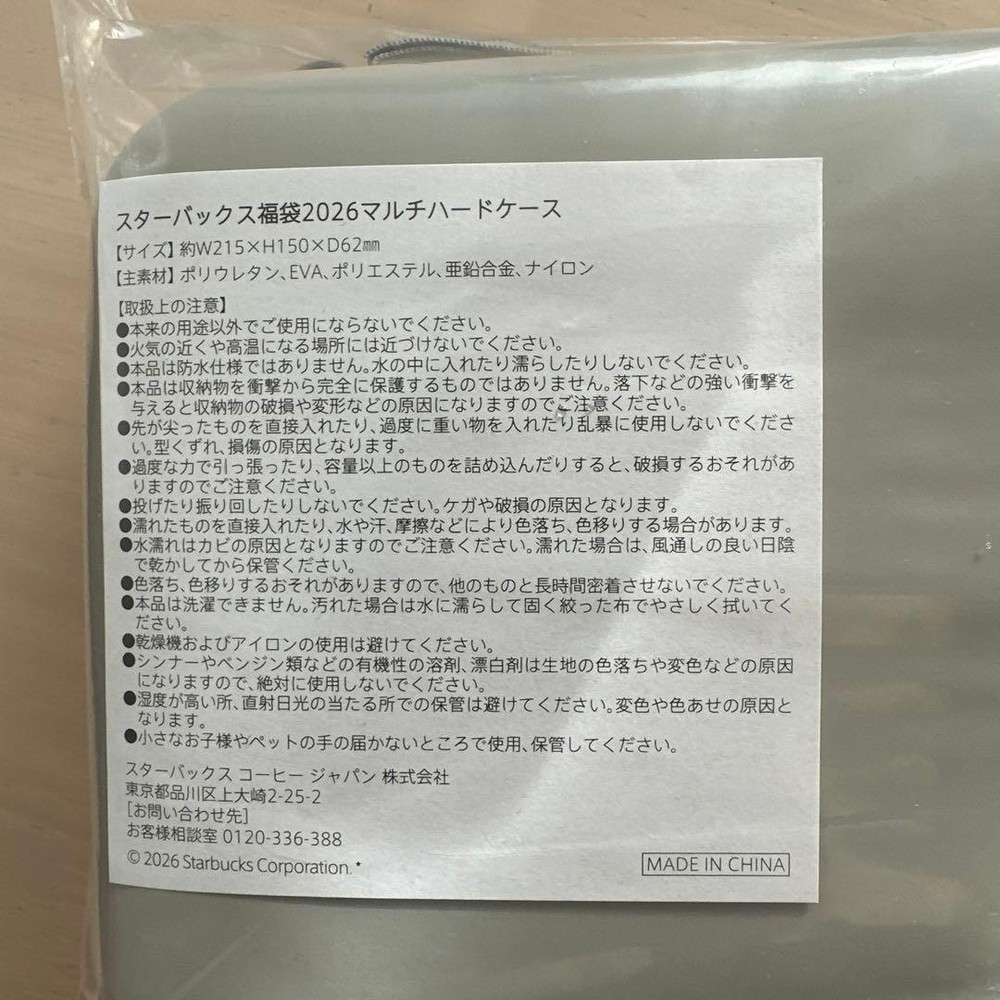 スターバックス福袋2026マルチハードケース
【サイズ】約W215×H150×D62㎜
【主素材】ポリウレタン、EVA、ポリエステル、亜鉛合金、ナイロン
【取扱上の注意】
●本来の用途以外でご使用にならないでください。
●火気の近くや高温になる場所には近づけないでください。
●本品は防水仕様ではありません。水の中に入れたり濡らしたりしないでください。
●本品は収納物を衝撃から完全に保護するものではありません。落下などの強い衝撃を
与えると収納物の破損や変形などの原因になりますのでご注意ください。
●先が尖ったものを直接入れたり、過度に重い物を入れたり乱暴に使用しないでくださ
い。型くずれ、損傷の原因となります。
●過度な力で引っ張ったり、容量以上のものを詰め込んだりすると、破損するおそれがあ
りますのでご注意ください。
●投げたり振り回したりしないでください。ケガや破損の原因となります。
●濡れたものを直接入れたり、水や汗、摩擦などにより色落ち、色移りする場合があります。
●水濡れはカビの原因となりますのでご注意ください。濡れた場合は、風通しの良い日陰
で乾かしてから保管ください。
●色落ち、色移りするおそれがありますので、他のものと長時間密着させないでください。
●本品は洗濯できません。汚れた場合は水に濡らして固く絞った布でやさしく拭いてく
ださい。
●乾燥機およびアイロンの使用は避けてください。
●シンナーやベンジン類などの有機性の溶剤、漂白剤は生地の色落ちや変色などの原因
になりますので、絶対に使用しないでください。
●湿度が高い所、直射日光の当たる所での保管は避けてください。変色や色あせの原因と
なります。
●小さなお子様やペットの手の届かないところで使用、保管してください。
スターバックス コーヒー ジャパン 株式会社
東京都品川区上大崎2-25-2
[お問い合わせ先]
お客様相談室 0120-336-388
© 2026 Starbucks Corporation.★
MADE IN CHINA